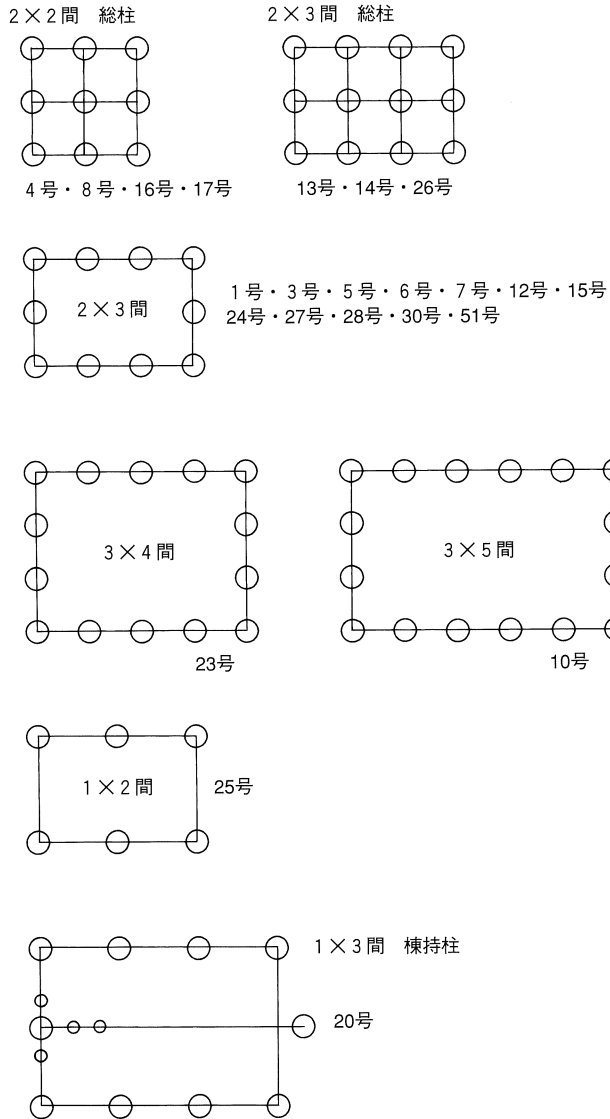 2×2間　総柱
2×3間　総柱
4号・8号・16号・17号
13号・14号・26号
2×3間
1号・3号・5号・6号・7号・12号・15号
24号・27号・28号・30号・51号
3×4間
3×5間
23号
10号
1×2間
25号
1×3間　棟持柱
20号